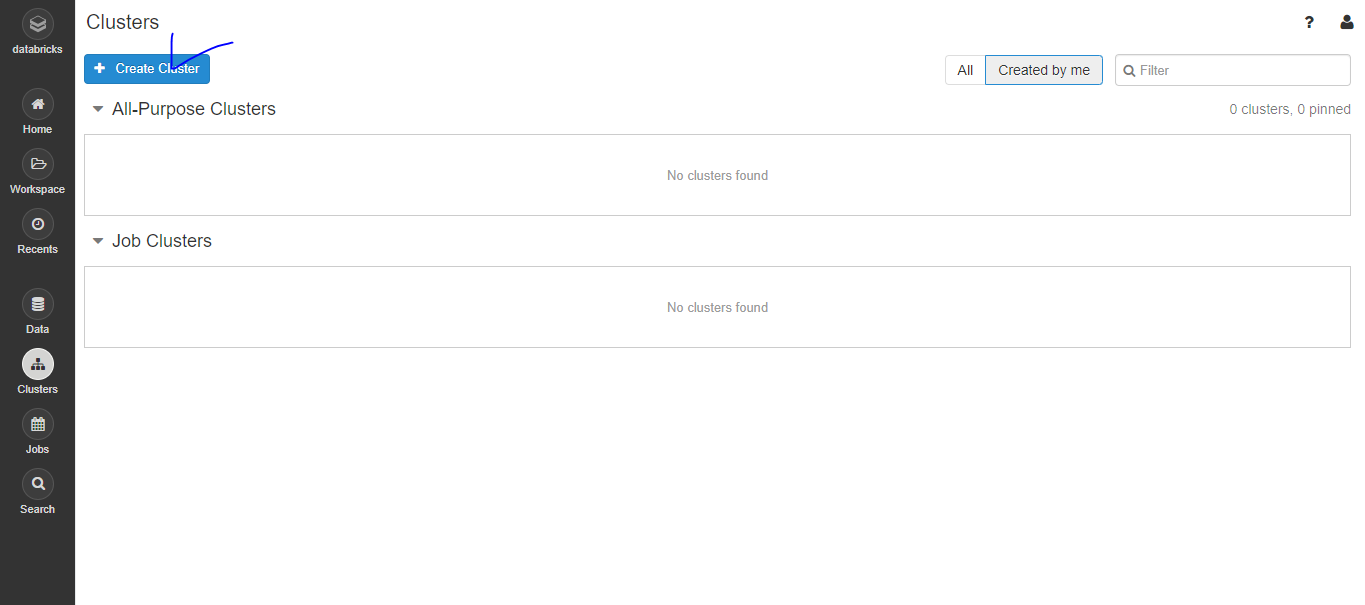 databricks
Home
Workspace
Recents
Data
Clusters
Jobs
Search
Clusters
?
+ Create Cluster
All Created by me Filter
All-Purpose Clusters 0 clusters, 0 pinned
No clusters found
Job Clusters
No clusters found